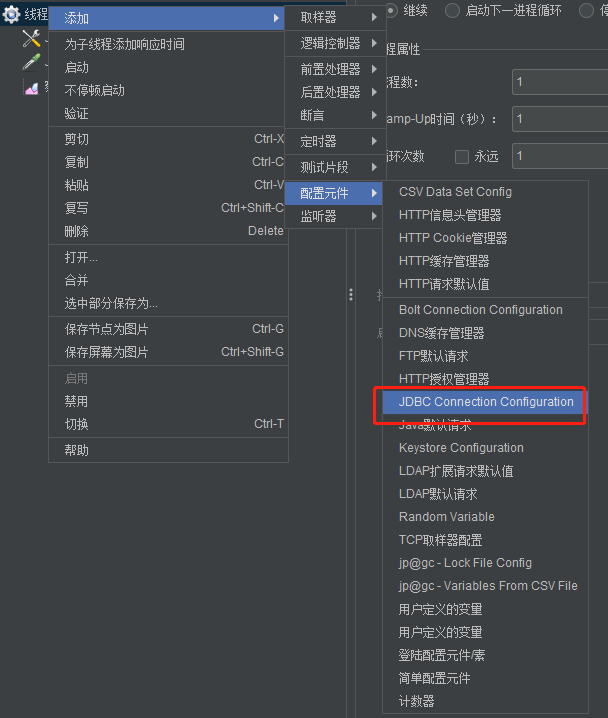 线程
添加
为子线程添加响应时间
启动
不停顿启动
验证
剪切 Ctrl-X
复制 Ctrl-C
粘贴 Ctrl-V
复写 Ctrl+Shift-C
删除 Delete
打开...
合并
选中部分保存为...
保存节点为图片 Ctrl-G
保存屏幕为图片 Ctrl+Shift-G
启用
禁用
切换 Ctrl-T
帮助
取样器
逻辑控制器
前置处理器
后置处理器
断言
定时器
测试片段
配置元件
监听器
继续 启动下一进程循环
程属性
程数: 1
amp-Up时间（秒）: 1
环次数 永远 1
CSV Data Set Config
HTTP信息头管理器
HTTP Cookie管理器
HTTP缓存管理器
HTTP请求默认值
Bolt Connection Configuration
DNS缓存管理器
FTP默认请求
HTTP授权管理器
JDBC Connection Configuration
Java默认请求
Keystore Configuration
LDAP扩展请求默认值
LDAP默认请求
Random Variable
TCP取样器配置
jp@gc - Lock File Config
jp@gc - Variables From CSV File
用户定义的变量
用户定义的变量
登陆配置元件/素
简单配置元件
计数器